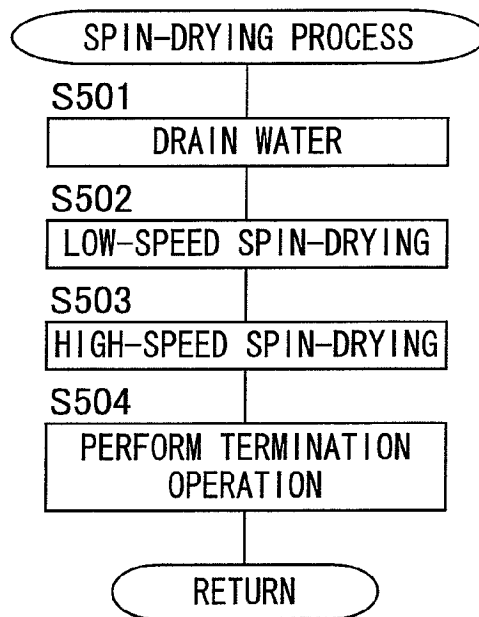 SPIN-DRYING PROCESS
S501
DRAIN WATER
S502
LOW-SPEED SPIN-DRYING
S503
HIGH-SPEED SPIN-DRYING
S504
PERFORM TERMINATION
OPERATION
RETURN